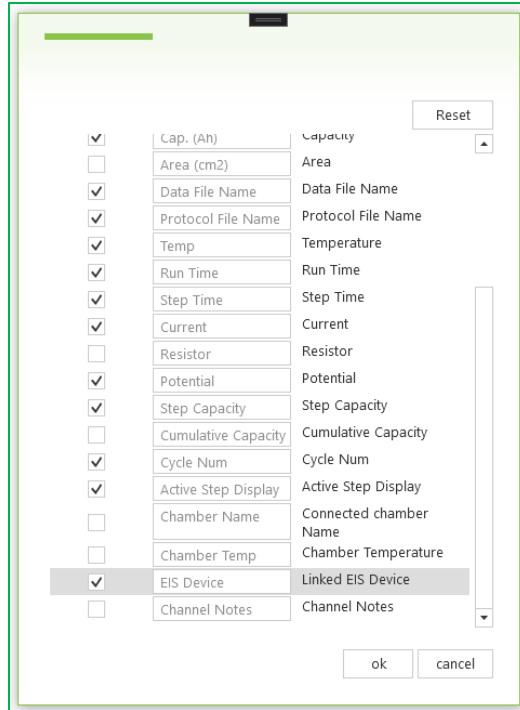 Reset
Cap. (Ah) Capacity
Area (cm2) Area
Data File Name Data File Name
Protocol File Name Protocol File Name
Temp Temperature
Run Time Run Time
Step Time Step Time
Current Current
Resistor Resistor
Potential Potential
Step Capacity Step Capacity
Cumulative Capacity Cumulative Capacity
Cycle Num Cycle Num
Active Step Display Active Step Display
Chamber Name Connected chamber
Name
Chamber Temp Chamber Temperature
EIS Device Linked EIS Device
Channel Notes Channel Notes
ok cancel